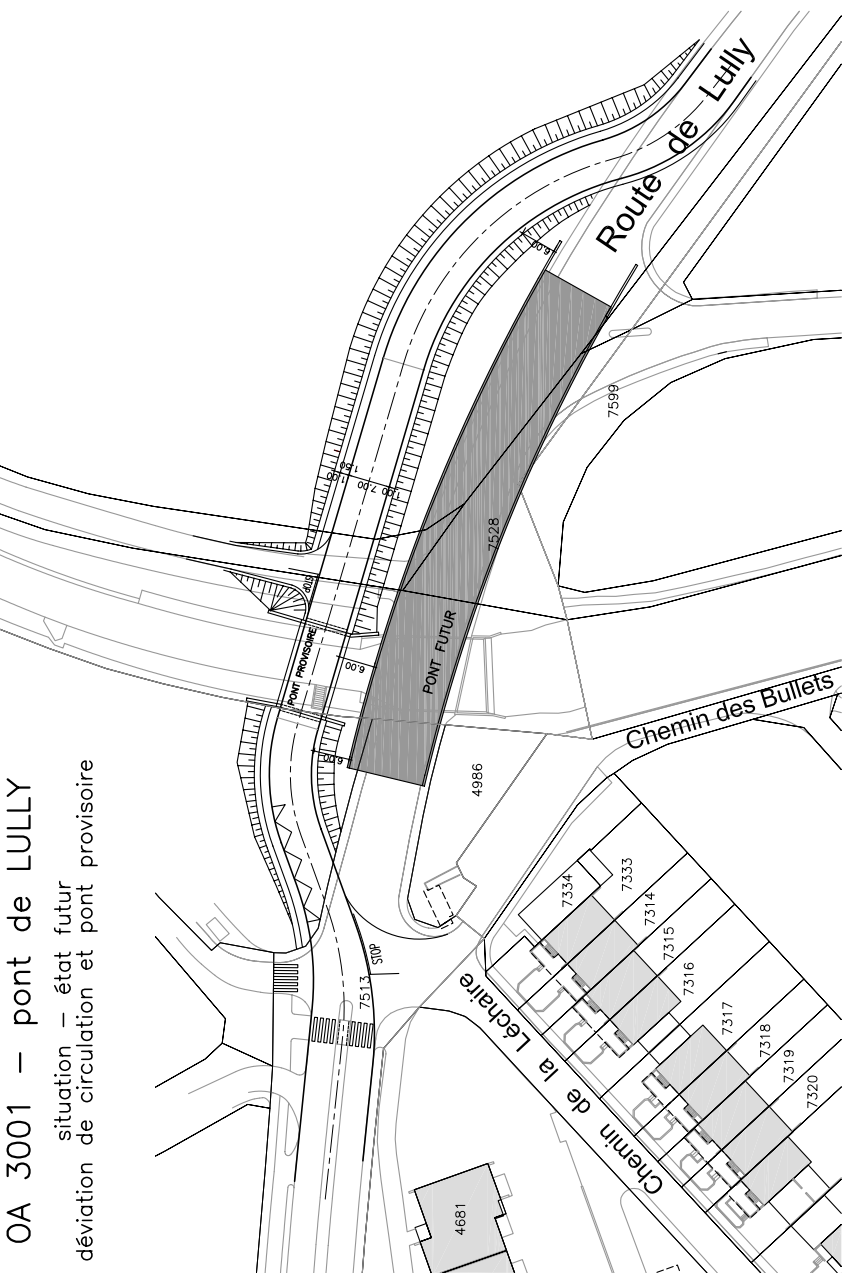 OA 3001 – pont de LULLY
situation – état futur
déviation de circulation et pont provisoire
Route de Lully
6.00
7599
1.50
1.00
7.00
1.00
7528
STOP
PONT PROVISOIRE
6.00
PONT FUTUR
6.00
Chemin des Bullets
4986
7334
7333
7314
7315
7316
7317
7318
7319
7320
STOP
7513
Chemin de la Léchaire
4681